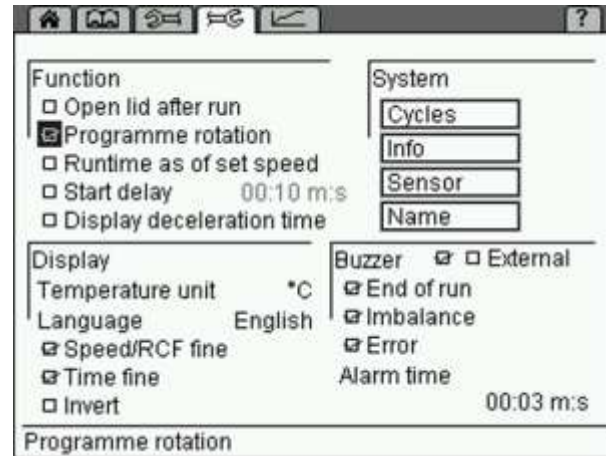 ?
Function
Open lid after run
Programme rotation
Runtime as of set speed
Start delay 00:10 m:s
Display deceleration time
System
Cycles
Info
Sensor
Name
Display
Temperature unit °C
Language English
Speed/RCF fine
Time fine
Invert
Buzzer External
End of run
Imbalance
Error
Alarm time
00:03 m:s
Programme rotation